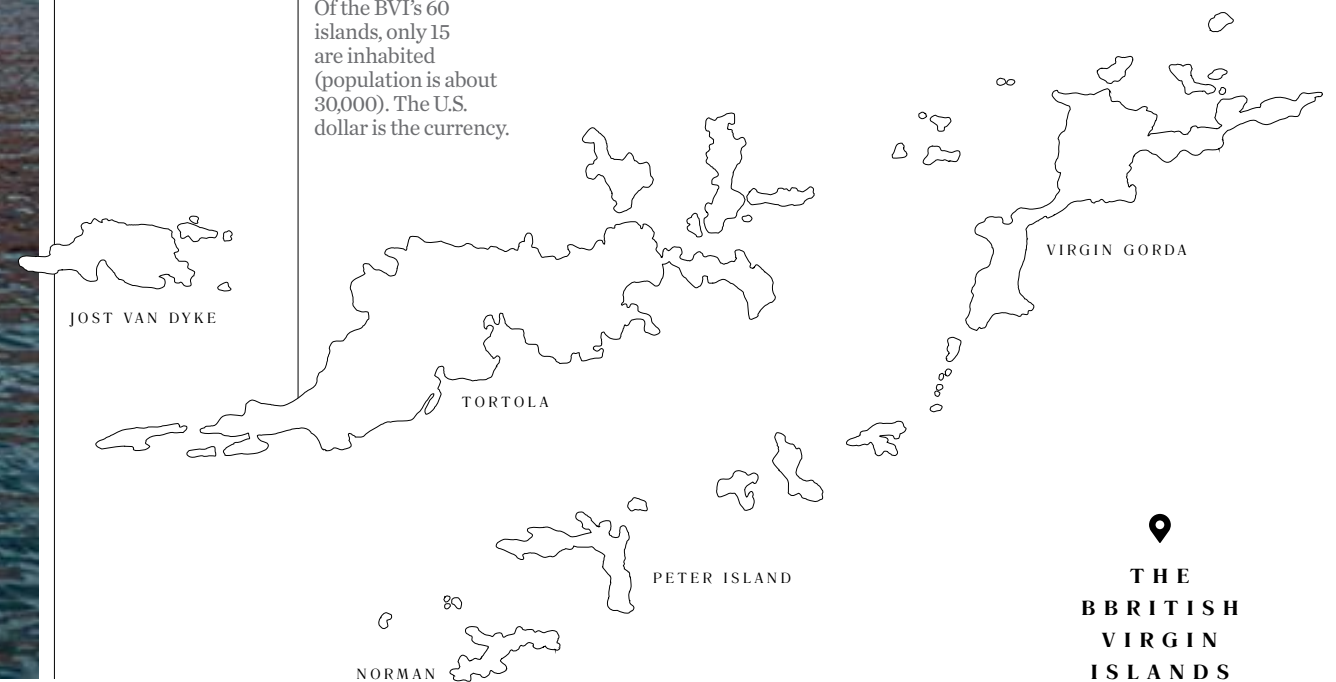 Of the BVI’s 60
islands, only 15
are inhabited
(population is about
30,000). The U.S.
dollar is the currency.
VIRGIN GORDA
JOST VAN DYKE
TORTOLA
PETER ISLAND
NORMAN
THE
BBRITISH
VIRGIN
ISLANDS